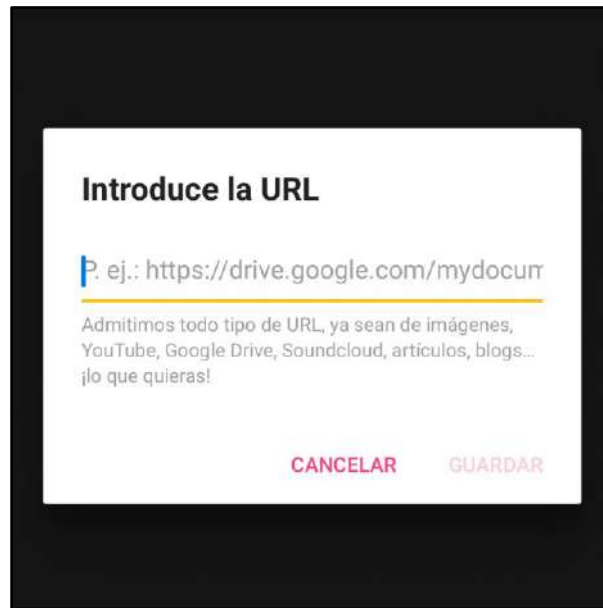 Introduce la URL
P. ej.: https://drive.google.com/mydocum
Admitimos todo tipo de URL, ya sean de imágenes,
YouTube, Google Drive, Soundcloud, artículos, blogs...
¡lo que quieras!
CANCELAR GUARDAR